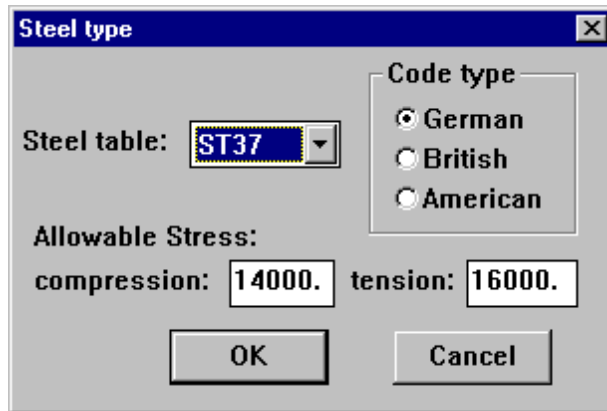 Steel type
Code type
Steel table: ST37
German
British
American
Allowable Stress:
compression: 14000. tension: 16000.
OK Cancel